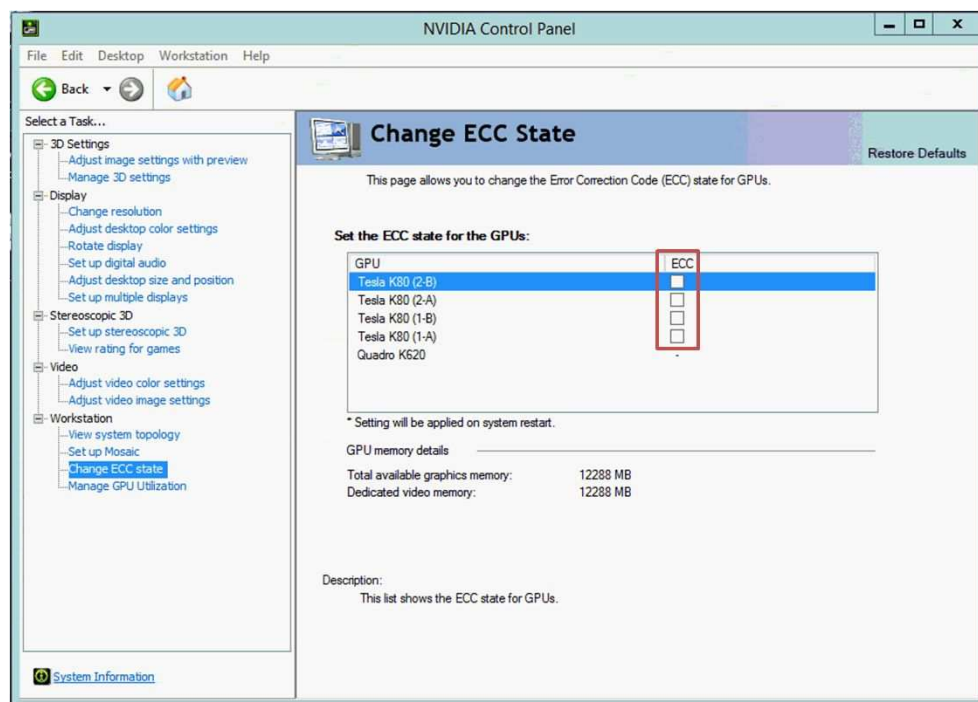 NVIDIA Control Panel
File Edit Desktop Workstation Help
Back
Select a Task...
3D Settings
Adjust image settings with preview
Manage 3D settings
Display
Change resolution
Adjust desktop color settings
Rotate display
Set up digital audio
Adjust desktop size and position
Set up multiple displays
Stereoscopic 3D
Set up stereoscopic 3D
View rating for games
Video
Adjust video color settings
Adjust video image settings
Workstation
View system topology
Set up Mosaic
Change ECC state
Manage GPU Utilization
System Information
Change ECC State
Restore Defaults
This page allows you to change the Error Correction Code (ECC) state for GPUs.
Set the ECC state for the GPUs:
GPU ECC
Tesla K80 (2-B)
Tesla K80 (2-A)
Tesla K80 (1-B)
Tesla K80 (1-A)
Quadro K620 -
* Setting will be applied on system restart.
GPU memory details
Total available graphics memory: 12288 MB
Dedicated video memory: 12288 MB
Description:
This list shows the ECC state for GPUs.